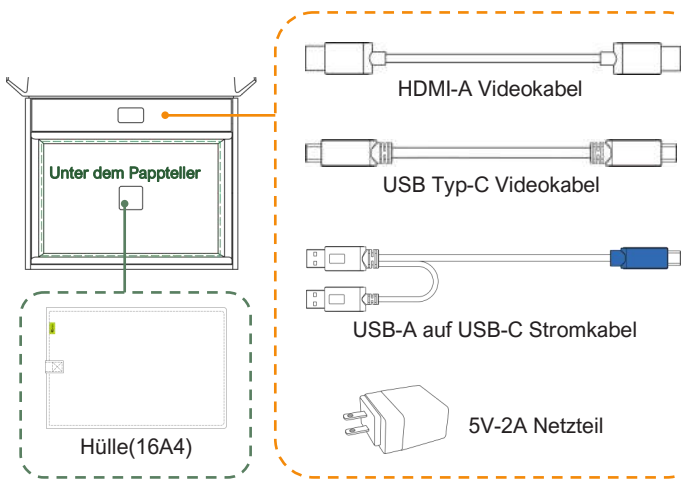 HDMI-A Videokabel
Unter dem Pappteller
USB Typ-C Videokabel
USB-A auf USB-C Stromkabel
5V-2A Netzteil
Hülle(16A4)